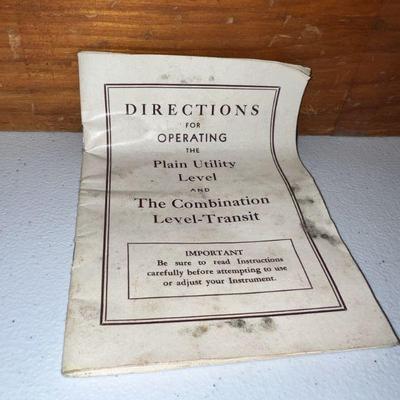 DIRECTIONS
FOR
OPERATING
THE
Plain Utility
Level
AND
The Combination
Level-Transit
IMPORTANT
Be sure to read Instructions
carefully before attempting to use
or adjust your Instrument.